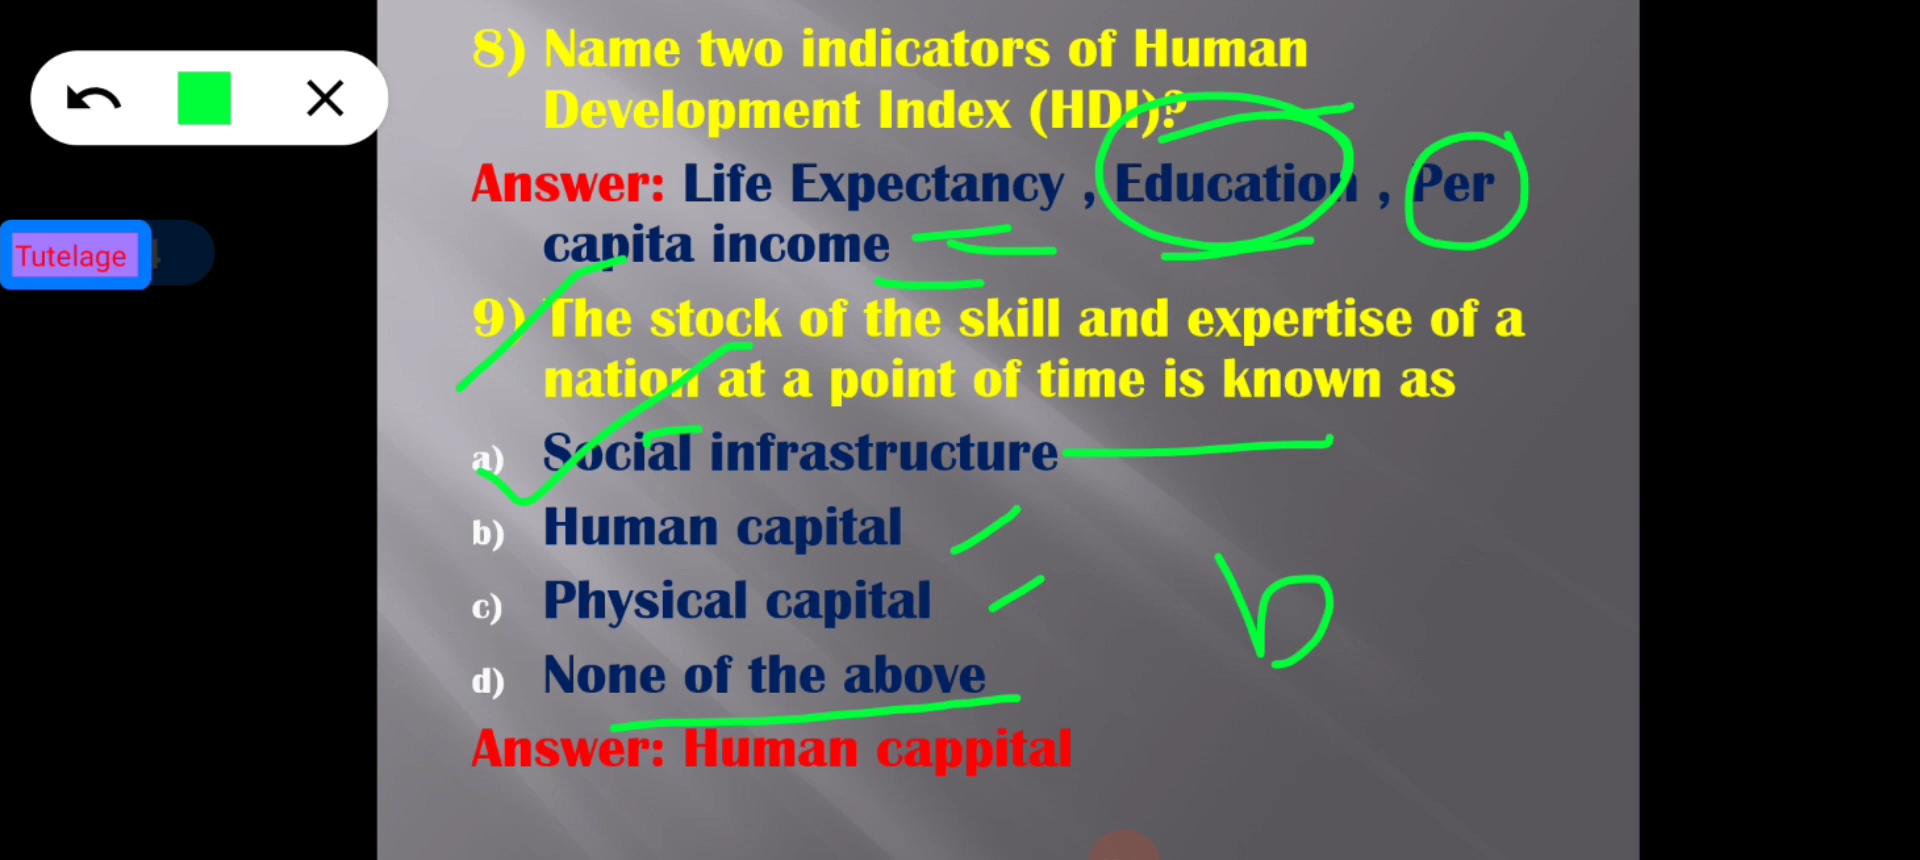 8) Name two indicators of Human
Development Index (HDI)?
Answer: Life Expectancy , Education , Per
capita income
Tutelage
9) The stock of the skill and expertise of a
nation at a point of time is known as
a) Social infrastructure
b) Human capital
c) Physical capital
b
d) None of the above
Answer: Human cappital